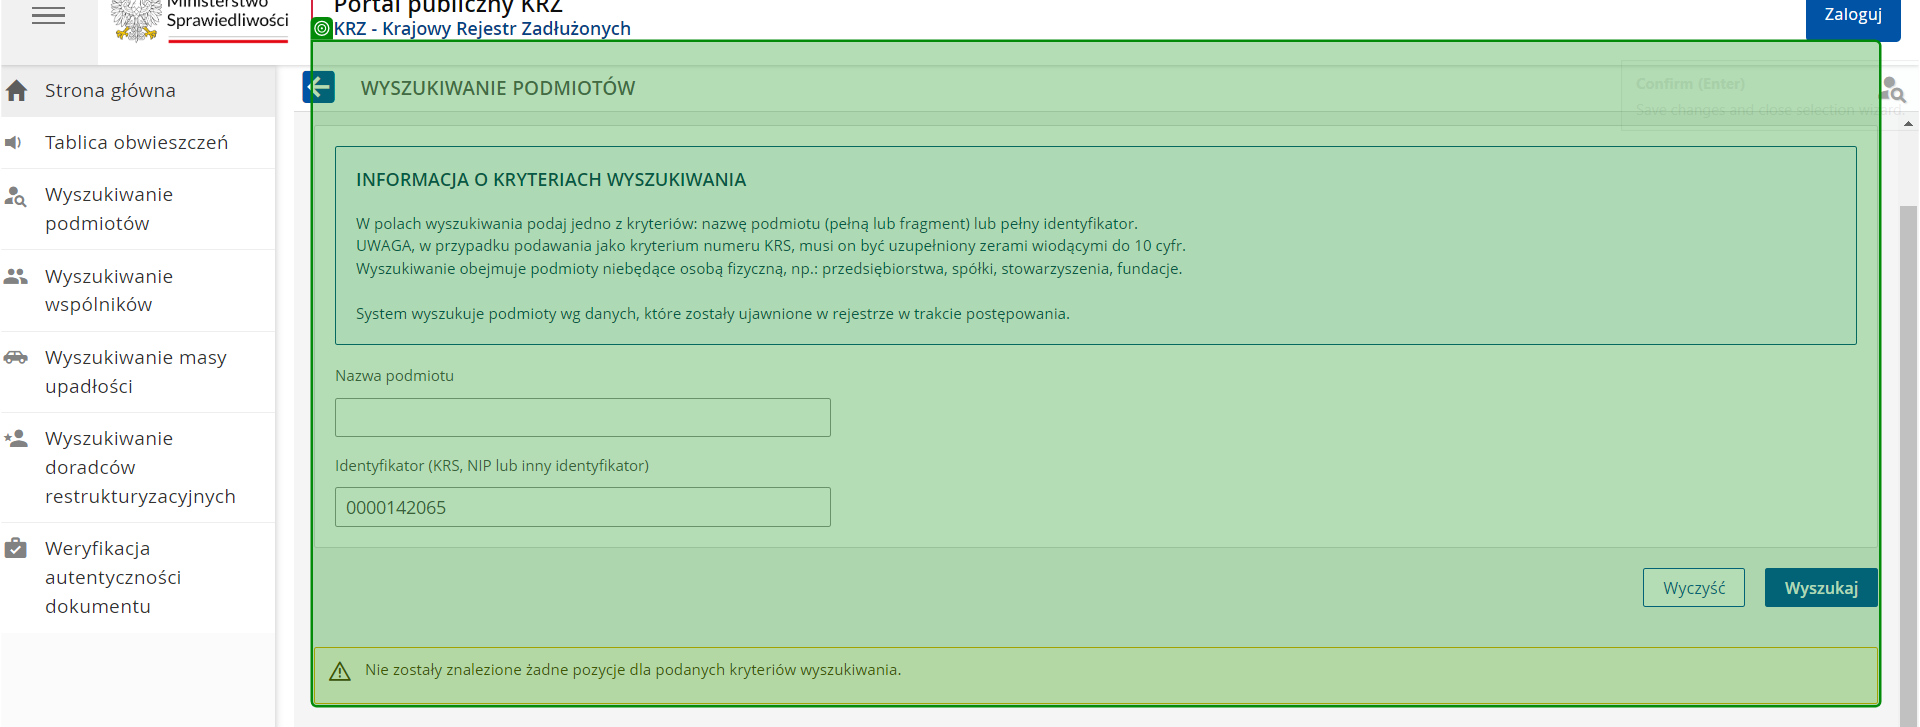 Ministerstwo
Sprawiedliwości
Portal publiczny KRZ
KRZ - Krajowy Rejestr Zadłużonych
Zaloguj
Strona główna
Tablica obwieszczeń
Wyszukiwanie
podmiotów
Wyszukiwanie
wspólników
Wyszukiwanie masy
upadłości
Wyszukiwanie
doradców
restrukturyzacyjnych
Weryfikacja
autentyczności
dokumentu
WYSZUKIWANIE PODMIOTÓW
Confirm (Enter)
Save changes and close selection wizard.
INFORMACJA O KRYTERIACH WYSZUKIWANIA
W polach wyszukiwania podaj jedno z kryteriów: nazwę podmiotu (pełną lub fragment) lub pełny identyfikator.
UWAGA, w przypadku podawania jako kryterium numeru KRS, musi on być uzupełniony zerami wiodącymi do 10 cyfr.
Wyszukiwanie obejmuje podmioty niebędące osobą fizyczną, np.: przedsiębiorstwa, spółki, stowarzyszenia, fundacje.
System wyszukuje podmioty wg danych, które zostały ujawnione w rejestrze w trakcie postępowania.
Nazwa podmiotu
Identyfikator (KRS, NIP lub inny identyfikator)
0000142065
Wyczyść
Wyszukaj
Nie zostały znalezione żadne pozycje dla podanych kryteriów wyszukiwania.